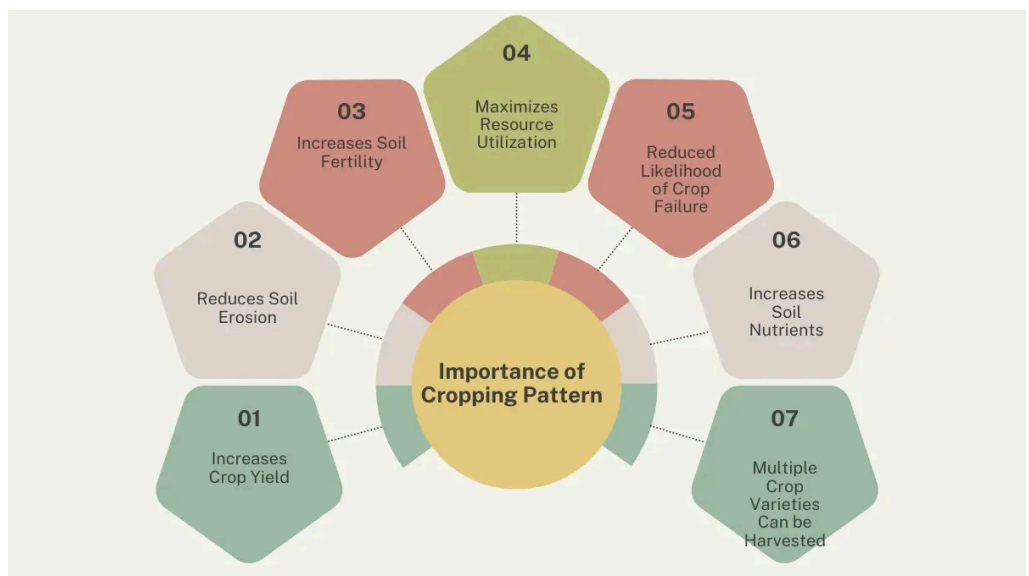 Importance of
Cropping Pattern
01
Increases
Crop Yield
02
Reduces Soil
Erosion
03
Increases Soil
Fertility
04
Maximizes
Resource
Utilization
05
Reduced
Likelihood
of Crop
Failure
06
Increases
Soil
Nutrients
07
Multiple
Crop
Varieties
Can be
Harvested